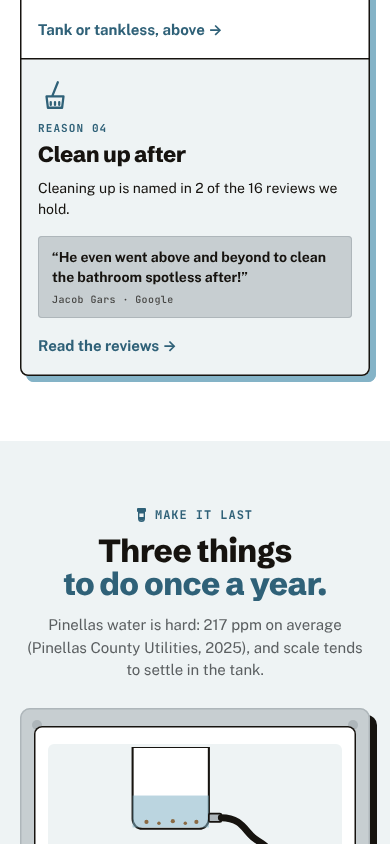 Tank or tankless, above →
REASON 04
Clean up after
Cleaning up is named in 2 of the 16 reviews we
hold.
“He even went above and beyond to clean
the bathroom spotless after!”
Jacob Gars · Google
Read the reviews →
MAKE IT LAST
Three things
to do once a year.
Pinellas water is hard: 217 ppm on average
(Pinellas County Utilities, 2025), and scale tends
to settle in the tank.